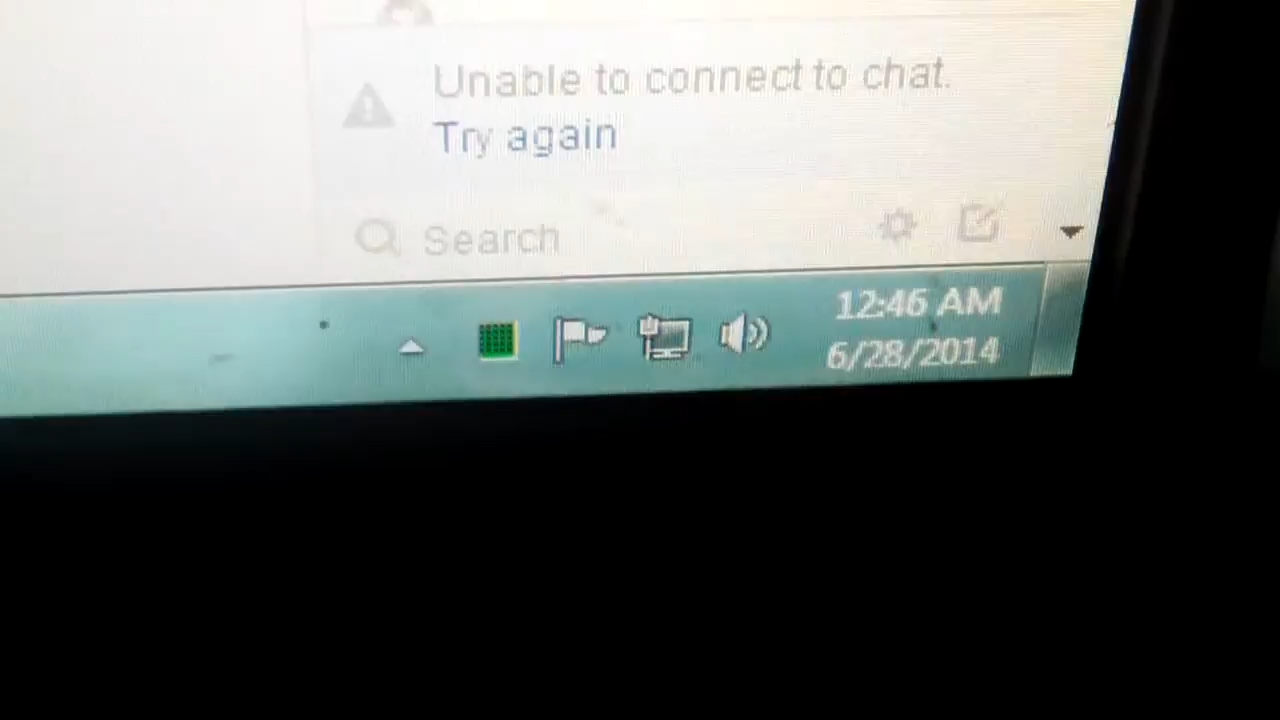 Unable to connect to chat.
Try again
Search
12:46 AM
6/28/2014